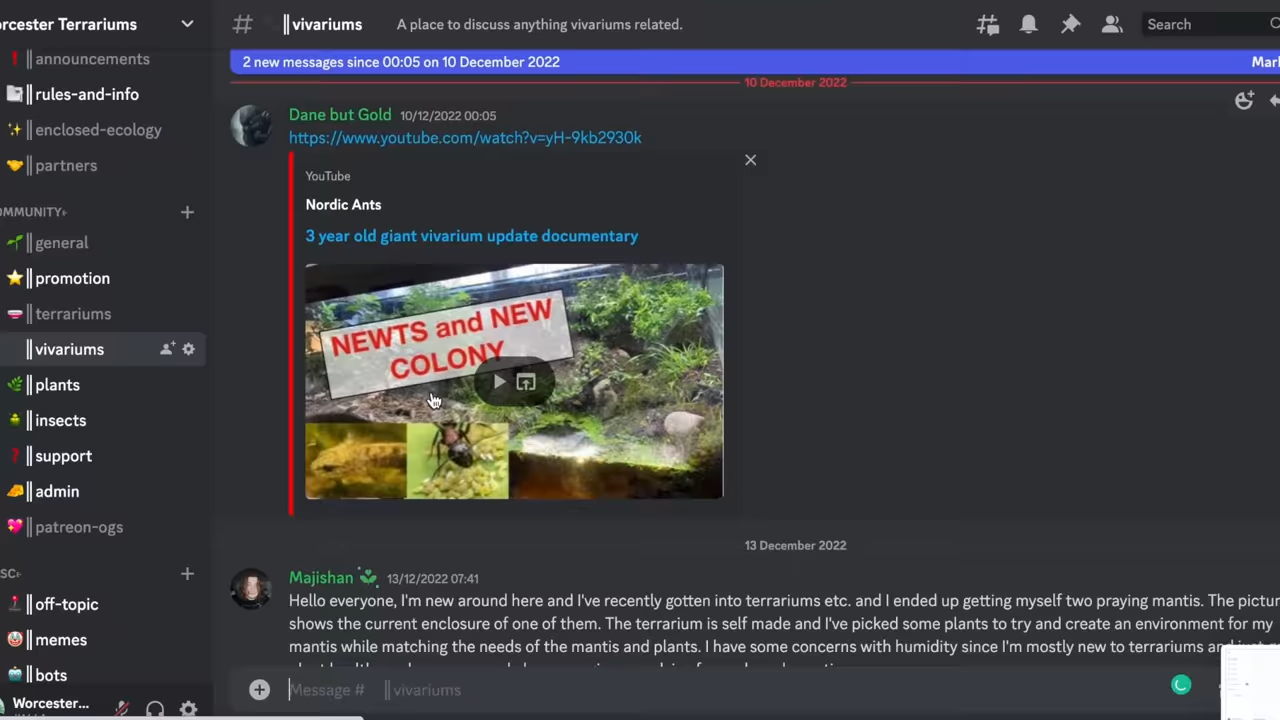 orcester Terrariums
announcements
rules-and-info
enclosed-ecology
partners
OMMUNITY
general
promotion
terrariums
vivariums
plants
insects
support
admin
patreon-ogs
SC
off-topic
memes
bots
Worcester...
# vivariums A place to discuss anything vivariums related.
Search
2 new messages since 00:05 on 10 December 2022 Mar
10 December 2022
Dane but Gold 10/12/2022 00:05
https://www.youtube.com/watch?v=yH-9kb2930k
YouTube
Nordic Ants
3 year old giant vivarium update documentary
NEWTS and NEW
COLONY
13 December 2022
Majishan 13/12/2022 07:41
Hello everyone, I'm new around here and I've recently gotten into terrariums etc. and I ended up getting myself two praying mantis. The pictur
shows the current enclosure of one of them. The terrarium is self made and I've picked some plants to try and create an environment for my
mantis while matching the needs of the mantis and plants. I have some concerns with humidity since I'm mostly new to terrariums and just
Message # vivariums